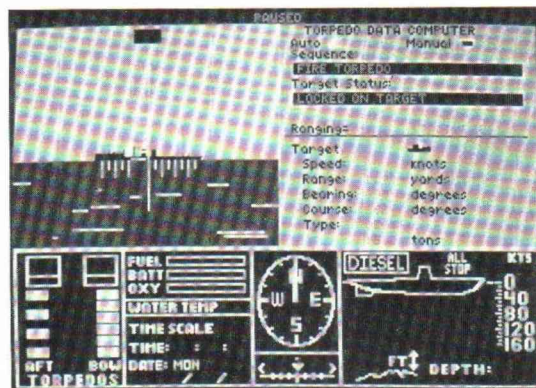 PAUSED
TORPEDO DATA COMPUTER
Auto Manual
Sequence:
FIRE TORPEDO
Target Status:
LOCKED ON TARGET
Ranging=
Target
Speed: knots
Range: yards
Bearing: degrees
Course: degrees
Type:
tons
FUEL
BATT
OXY
WATER TEMP
TIME SCALE
TIME: : :
DATE: MON
/ /
AFT BOW
TORPEDOS
N
W E
S
DIESEL
ALL STOP
KTS
0
40
80
120
160
FT
DEPTH: